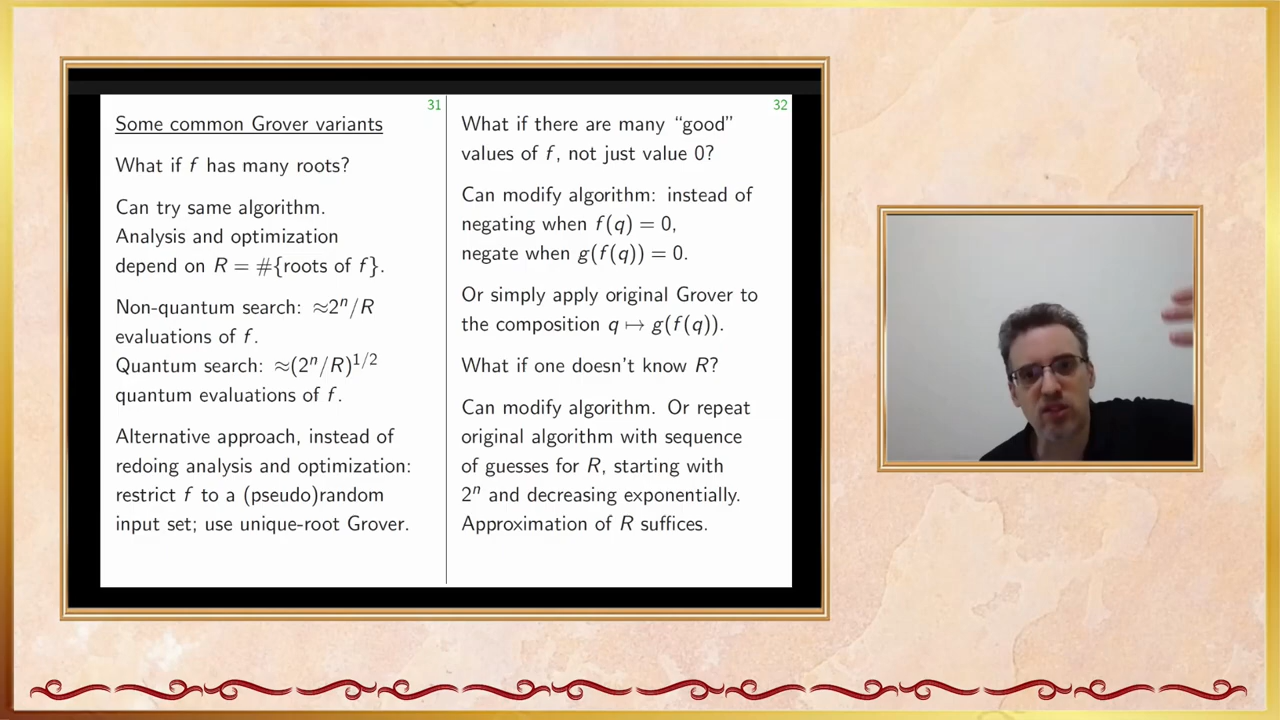 31
Some common Grover variants
What if f has many roots?
Can try same algorithm.
Analysis and optimization
depend on R = #{roots of f}.
Non-quantum search: ≈2ⁿ/R
evaluations of f.
Quantum search: ≈(2ⁿ/R)^1/2
quantum evaluations of f.
Alternative approach, instead of
redoing analysis and optimization:
restrict f to a (pseudo)random
input set; use unique-root Grover.
32
What if there are many “good”
values of f, not just value 0?
Can modify algorithm: instead of
negating when f(q) = 0,
negate when g(f(q)) = 0.
Or simply apply original Grover to
the composition q ↦ g(f(q)).
What if one doesn’t know R?
Can modify algorithm. Or repeat
original algorithm with sequence
of guesses for R, starting with
2ⁿ and decreasing exponentially.
Approximation of R suffices.